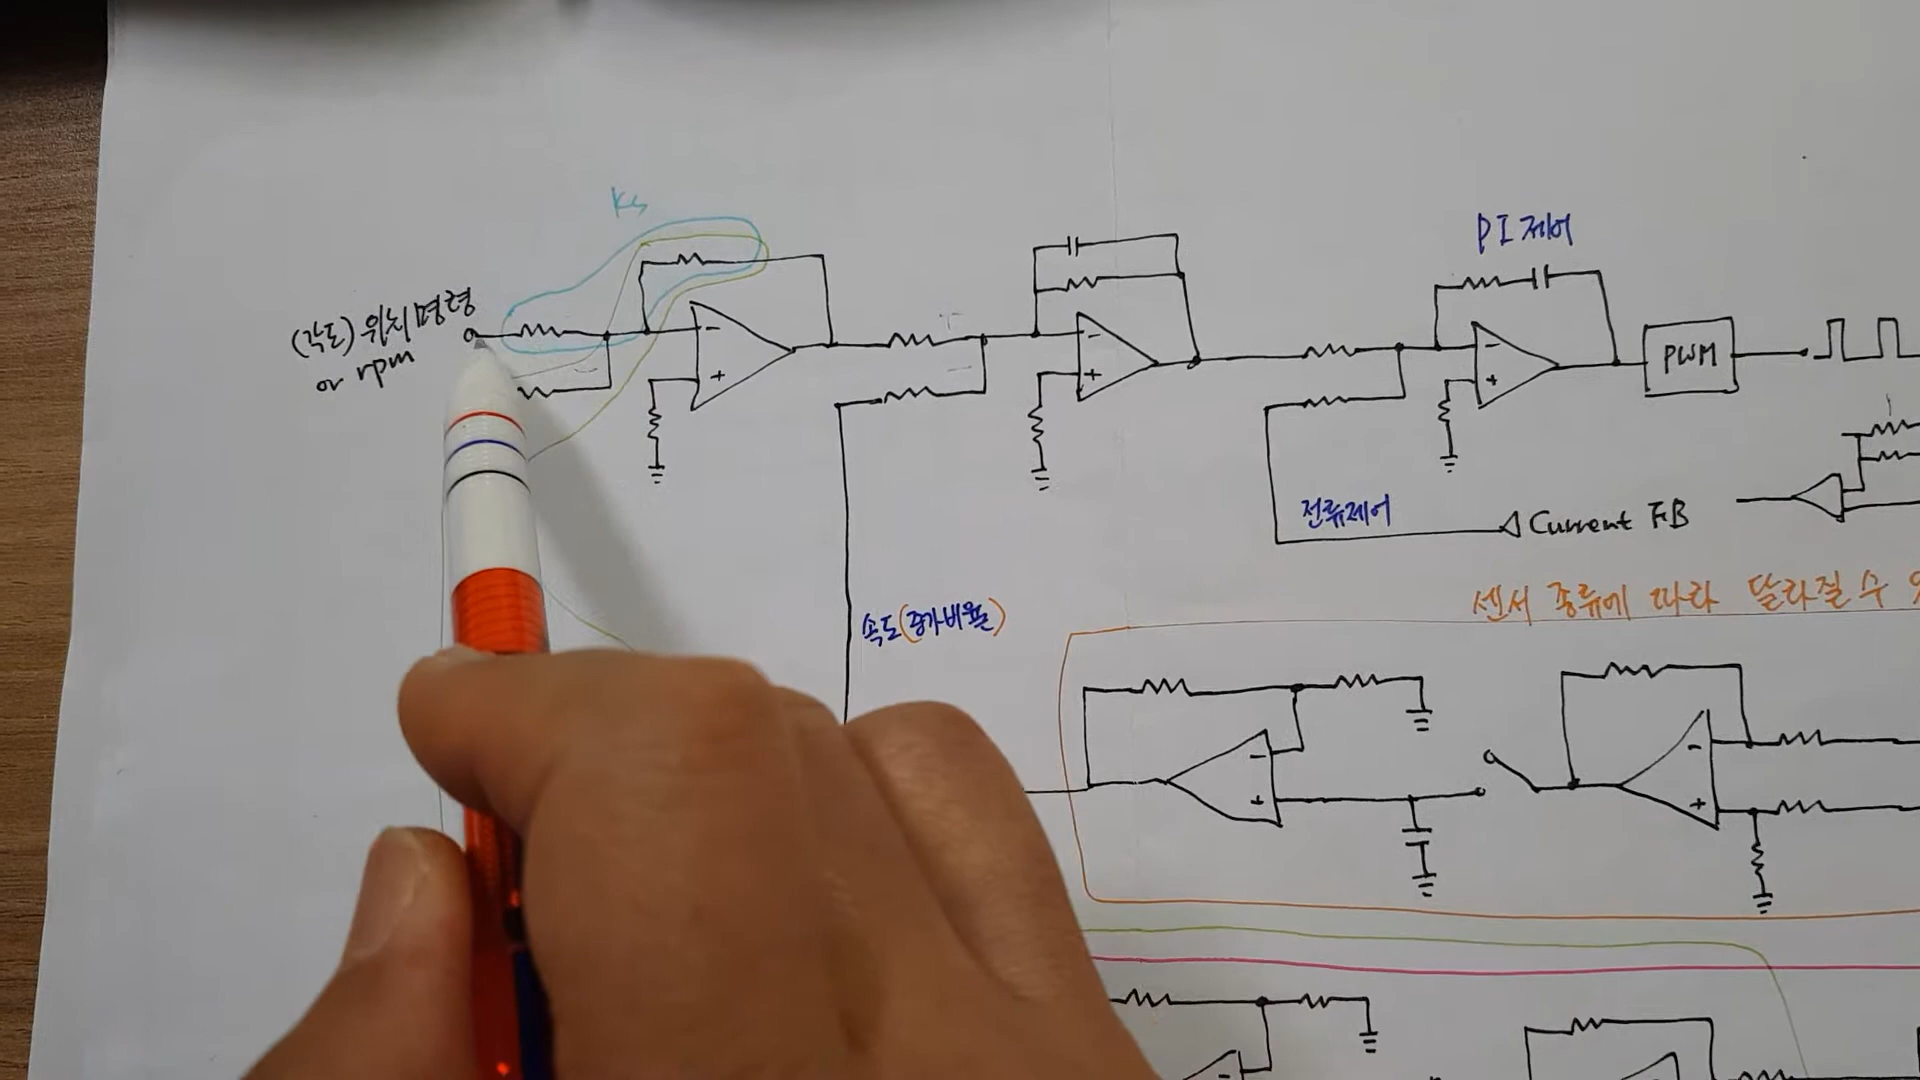 Ks
PI 제어
(각도) 위치 명령
or rpm
PWM
전류제어
Current F.B
센서 종류에 따라 달라질 수
속도(증가비율)